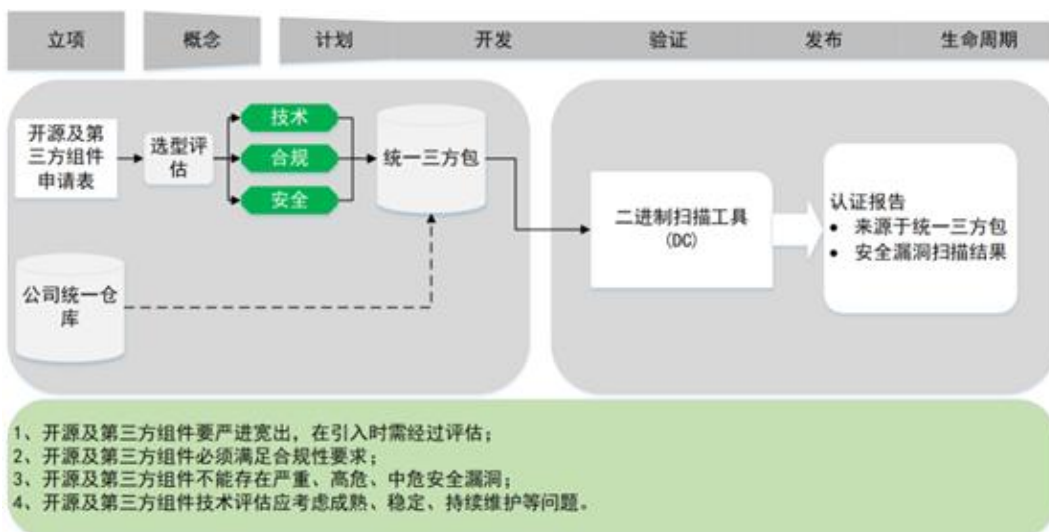 立项 概念 计划 开发 验证 发布 生命周期
开源及第
三方组件
申请表
选型评
估
技术
合规
安全
统一三方包
公司统一仓
库
二进制扫描工具
(DC)
认证报告
• 来源于统一三方包
• 安全漏洞扫描结果
1、开源及第三方组件要严进宽出，在引入时需经过评估；
2、开源及第三方组件必须满足合规性要求；
3、开源及第三方组件不能存在严重、高危、中危安全漏洞；
4、开源及第三方组件技术评估应考虑成熟、稳定、持续维护等问题。